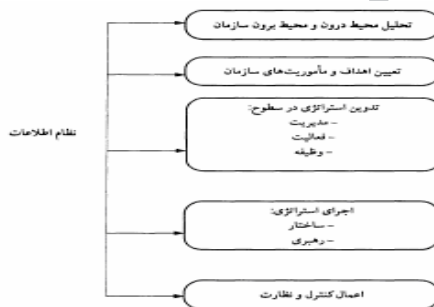 تحلیل محیط درون و محیط برون سازمان
تعیین اهداف و مأموریت‌های سازمان
تدوین استراتژی در سطوح:
– مدیریت
– فعالیت
– وظیفه
نظام اطلاعات
اجرای استراتژی:
– ساختار
– رهبری
اعمال کنترل و نظارت